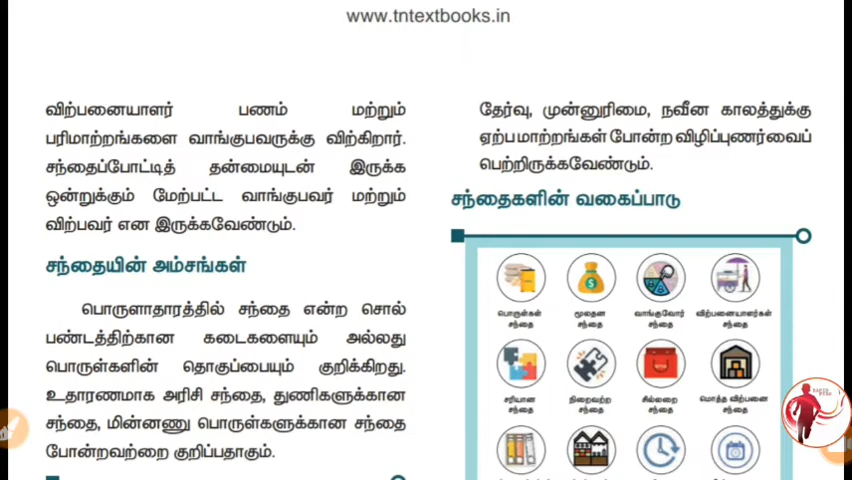 www.tntextbooks.in
விற்பனையாளர் பணம் மற்றும்
பரிமாற்றங்களை வாங்குபவருக்கு விற்கிறார்.
சந்தைப்போட்டித் தன்மையுடன் இருக்க
ஒன்றுக்கும் மேற்பட்ட வாங்குபவர் மற்றும்
விற்பவர் என இருக்கவேண்டும்.
சந்தையின் அம்சங்கள்
பொருளாதாரத்தில் சந்தை என்ற சொல்
பண்டத்திற்கான கடைகளையும் அல்லது
பொருள்களின் தொகுப்பையும் குறிக்கிறது.
உதாரணமாக அரிசி சந்தை, துணிகளுக்கான
சந்தை, மின்னணு பொருள்களுக்கான சந்தை
போன்றவற்றை குறிப்பதாகும்.
தேர்வு, முன்னுரிமை, நவீன காலத்துக்கு
ஏற்ப மாற்றங்கள் போன்ற விழிப்புணர்வைப்
பெற்றிருக்கவேண்டும்.
சந்தைகளின் வகைப்பாடு
பொருள்கள்
சந்தை
மூலதன
சந்தை
வாங்குவோர்
சந்தை
விற்பனையாளர்கள்
சந்தை
சரியான
சந்தை
நிறைவற்ற
சந்தை
சில்லறை
சந்தை
மொத்த விற்பனை
சந்தை